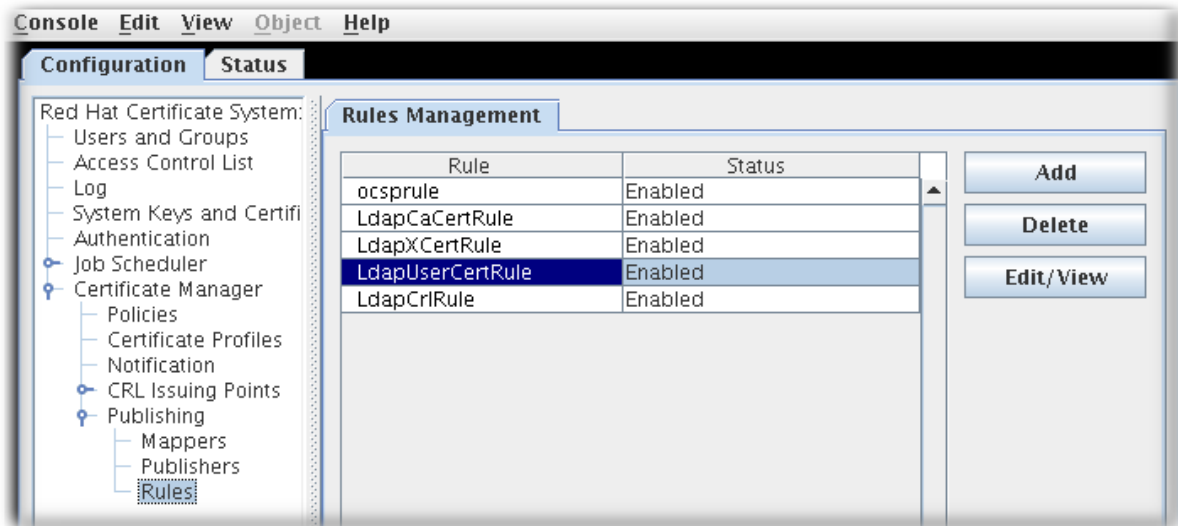 Console Edit View Object Help
Configuration Status
Red Hat Certificate System:
Users and Groups
Access Control List
Log
System Keys and Certifi
Authentication
Job Scheduler
Certificate Manager
Policies
Certificate Profiles
Notification
CRL Issuing Points
Publishing
Mappers
Publishers
Rules
Rules Management
Rule Status
ocsprule Enabled
LdapCaCertRule Enabled
LdapXCertRule Enabled
LdapUserCertRule Enabled
LdapCrlRule Enabled
Add
Delete
Edit/View